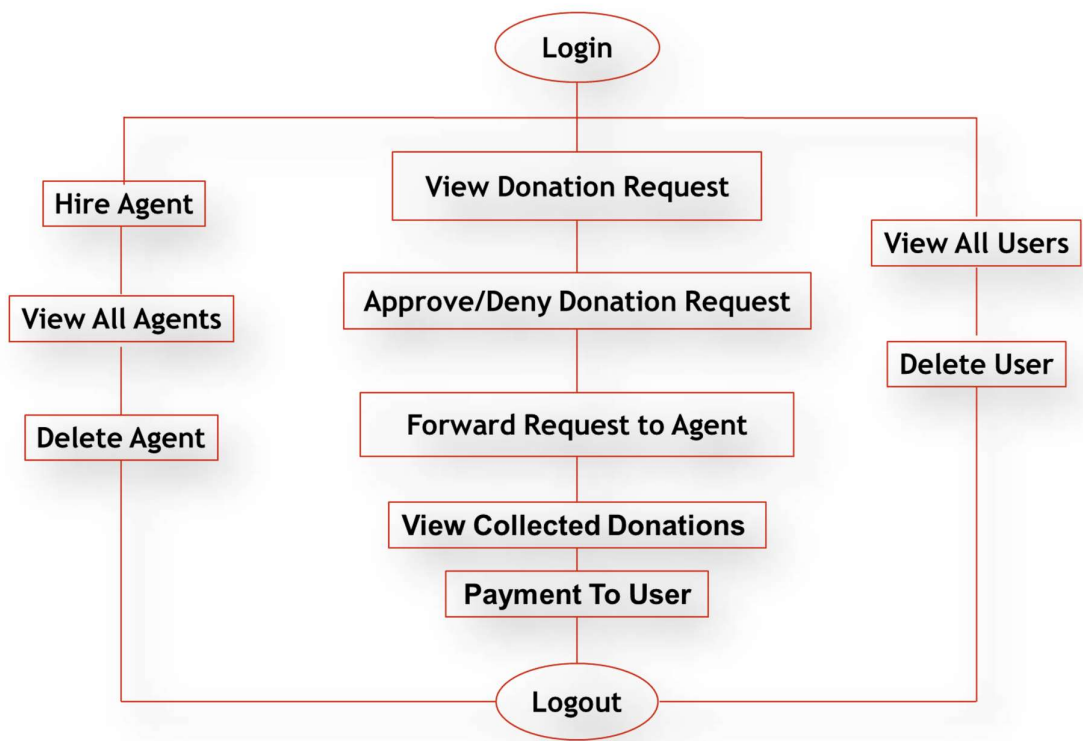 Login
Hire Agent
View All Agents
Delete Agent
View Donation Request
Approve/Deny Donation Request
Forward Request to Agent
View Collected Donations
Payment To User
View All Users
Delete User
Logout